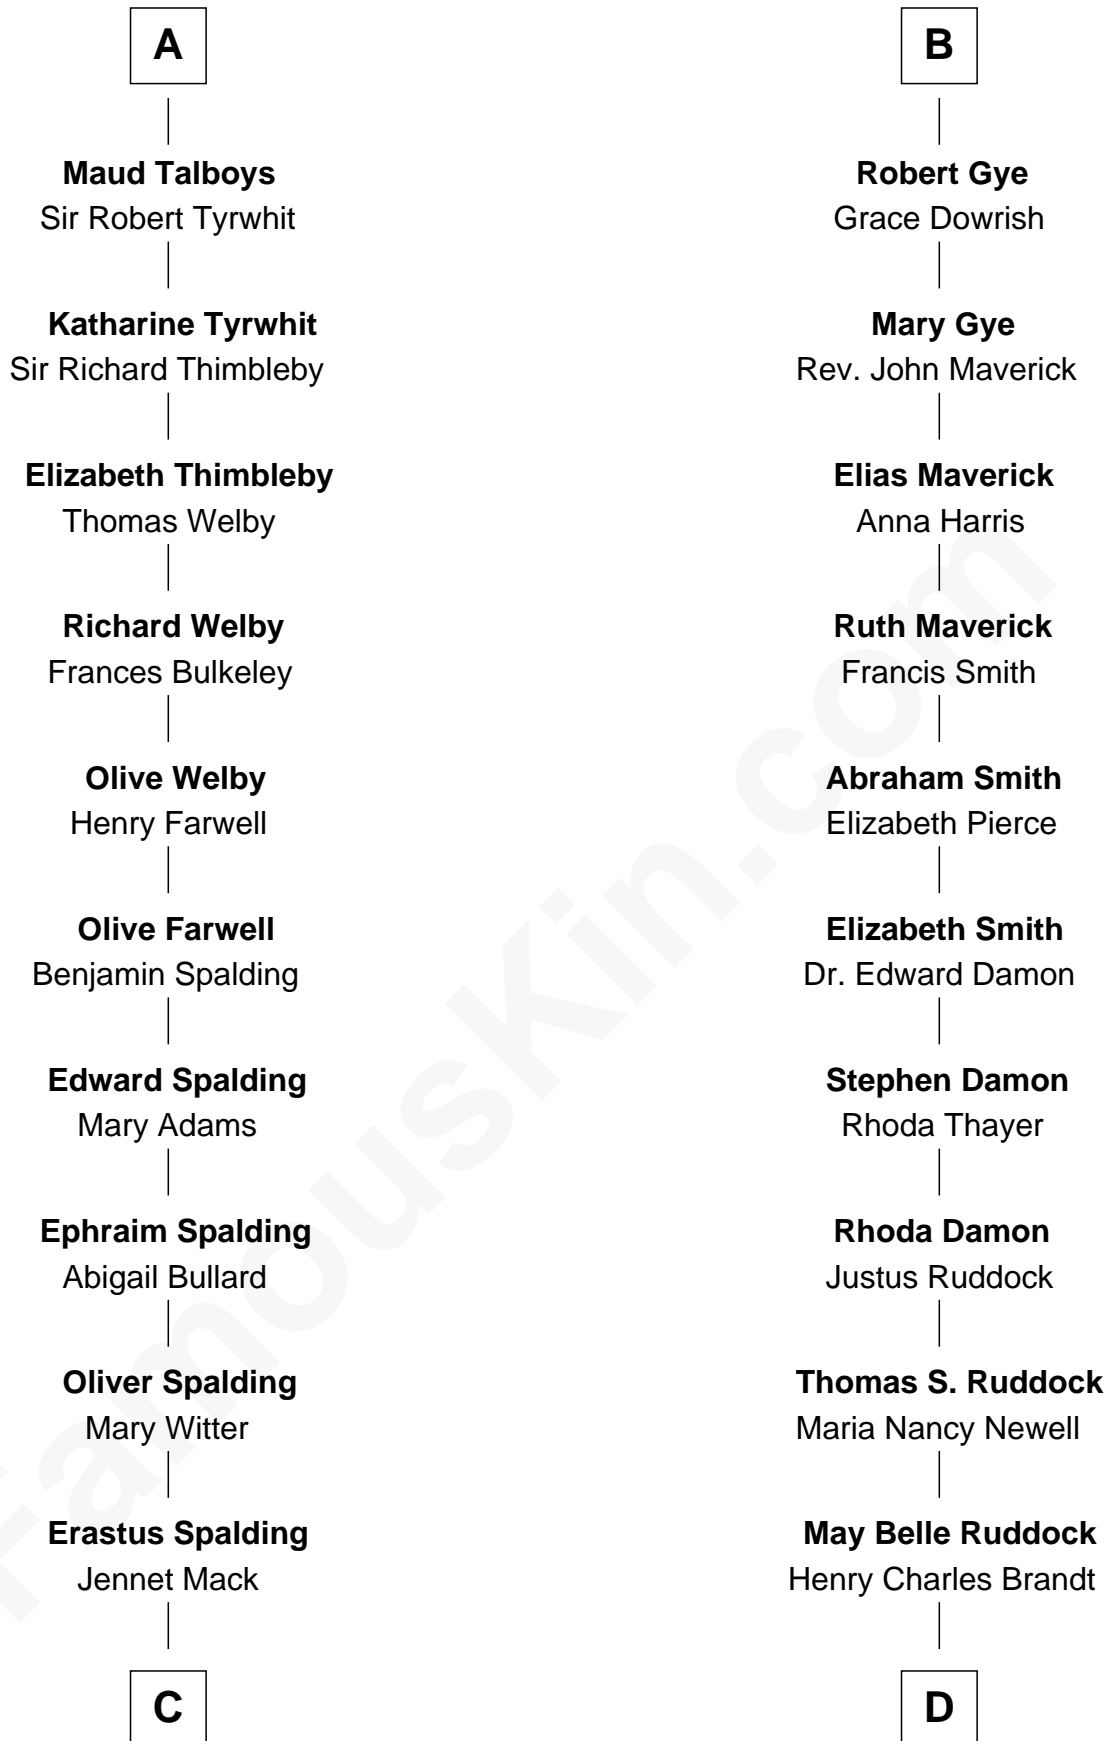 A
Maud Talboys
Sir Robert Tyrwhit
Katharine Tyrwhit
Sir Richard Thimbleby
Elizabeth Thimbleby
Thomas Welby
Richard Welby
Frances Bulkeley
Olive Welby
Henry Farwell
Olive Farwell
Benjamin Spalding
Edward Spalding
Mary Adams
Ephraim Spalding
Abigail Bullard
Oliver Spalding
Mary Witter
Erastus Spalding
Jennet Mack
C
B
Robert Gye
Grace Dowrish
Mary Gye
Rev. John Maverick
Elias Maverick
Anna Harris
Ruth Maverick
Francis Smith
Abraham Smith
Elizabeth Pierce
Elizabeth Smith
Dr. Edward Damon
Stephen Damon
Rhoda Thayer
Rhoda Damon
Justus Ruddock
Thomas S. Ruddock
Maria Nancy Newell
May Belle Ruddock
Henry Charles Brandt
D
FamousKin.com